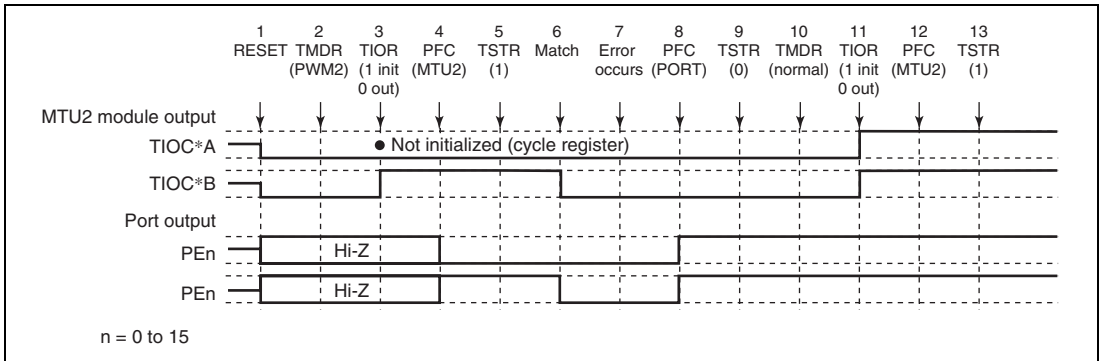 1 2 3 4 5 6 7 8 9 10 11 12 13
RESET TMDR TIOR PFC TSTR Match Error PFC TSTR TMDR TIOR PFC TSTR
(PWM2) (1 init (MTU2) (1) occurs (PORT) (0) (normal) (1 init (MTU2) (1)
0 out) 0 out)
MTU2 module output
TIOC*A
● Not initialized (cycle register)
TIOC*B
Port output
PEn
Hi-Z
PEn
Hi-Z
n = 0 to 15